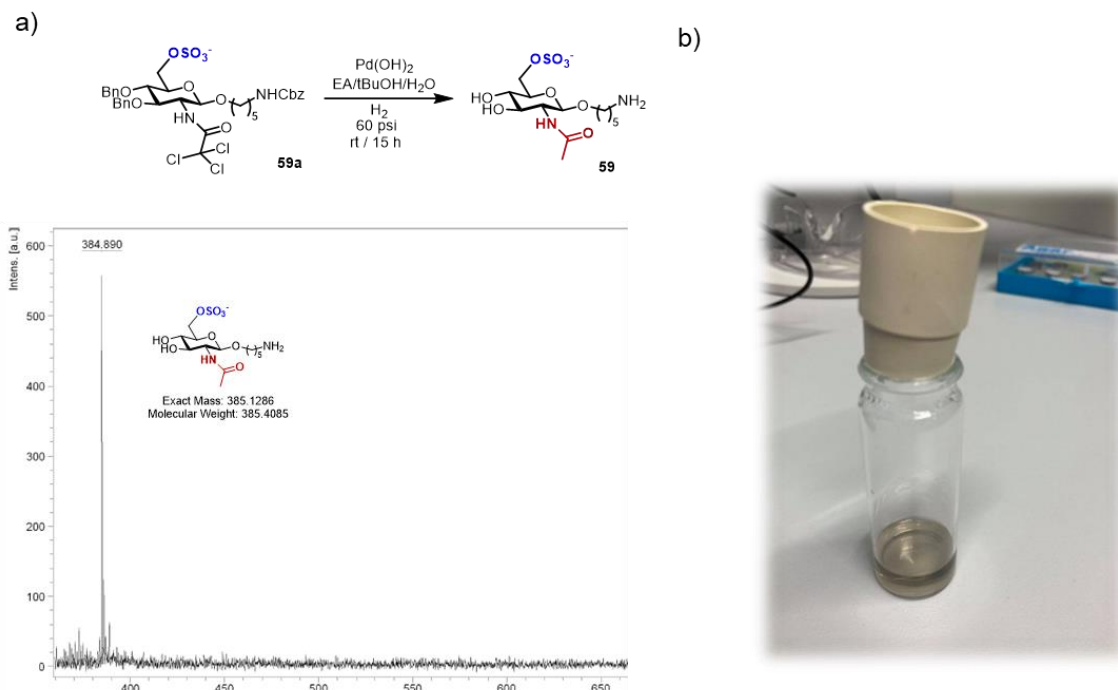 a)
b)
OSO₃⁻
BnO
BnO
O
O
NHCbz
5
HN
O
Cl
Cl
Cl
59a
Pd(OH)₂
EA/tBuOH/H₂O
H₂
60 psi
rt / 15 h
OSO₃⁻
HO
HO
O
O
NH₂
5
HN
O
59
Intens. [a.u.]
600
500
400
300
200
100
0
384.890
OSO₃⁻
HO
HO
O
O
NH₂
5
HN
O
Exact Mass: 385.1286
Molecular Weight: 385.4085
400
450
500
550
600
650